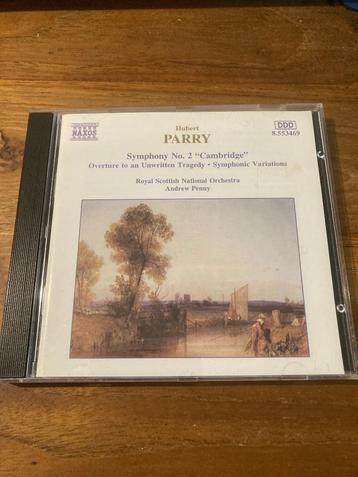 NAXOS
DDD
8.553469
Hubert
PARRY
Symphony No. 2 “Cambridge”
Overture to an Unwritten Tragedy • Symphonic Variations
Royal Scottish National Orchestra
Andrew Penny